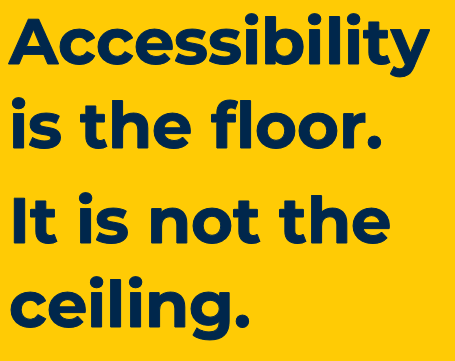 Accessibility
is the floor.
It is not the
ceiling.